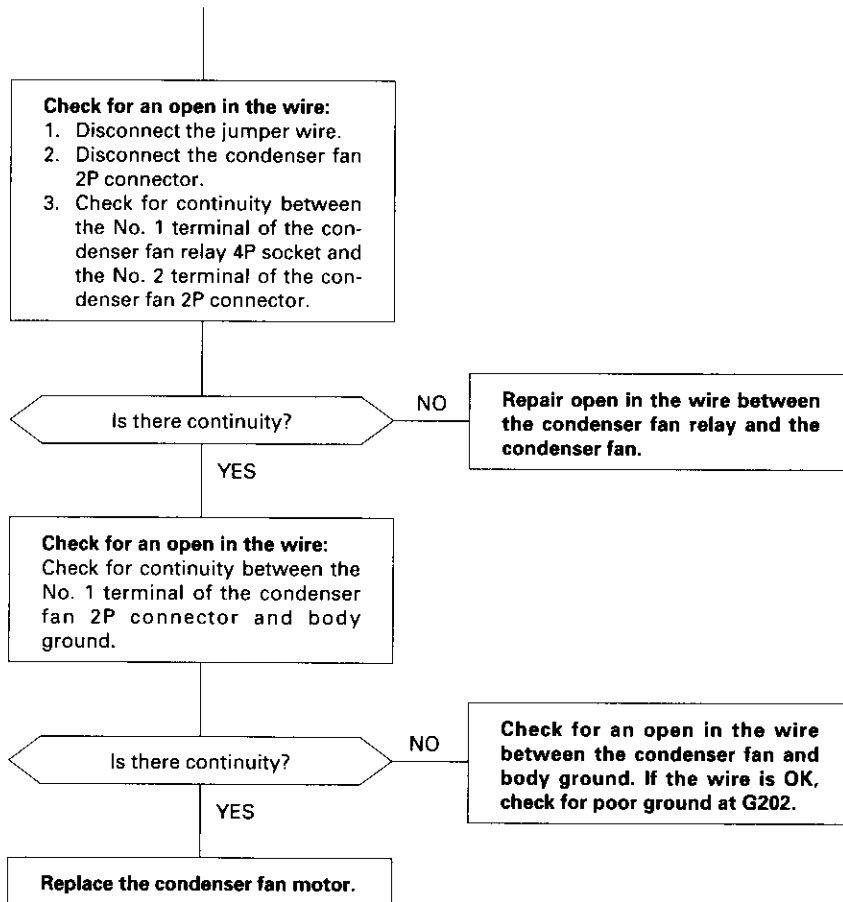 Check for an open in the wire:
1. Disconnect the jumper wire.
2. Disconnect the condenser fan
2P connector.
3. Check for continuity between
the No. 1 terminal of the con-
denser fan relay 4P socket and
the No. 2 terminal of the con-
denser fan 2P connector.
Is there continuity?
NO
Repair open in the wire between
the condenser fan relay and the
condenser fan.
YES
Check for an open in the wire:
Check for continuity between the
No. 1 terminal of the condenser
fan 2P connector and body
ground.
Is there continuity?
NO
Check for an open in the wire
between the condenser fan and
body ground. If the wire is OK,
check for poor ground at G202.
YES
Replace the condenser fan motor.